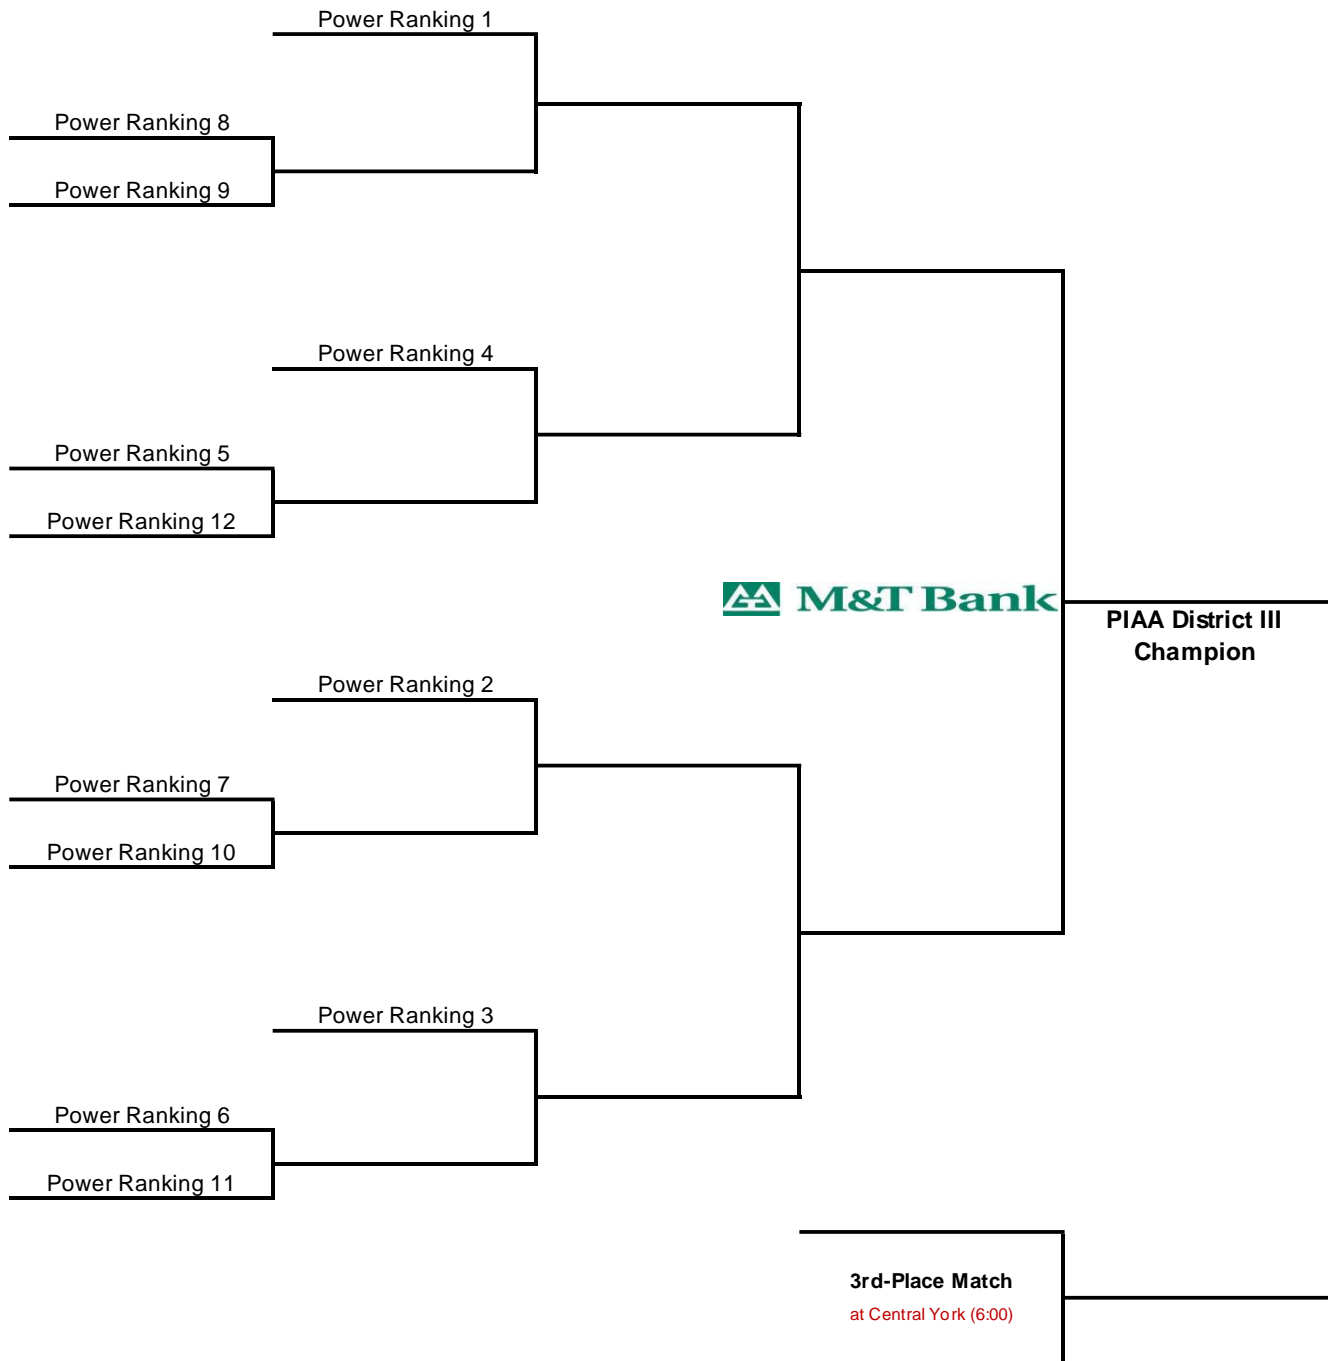 Power Ranking 1
Power Ranking 8
Power Ranking 9
Power Ranking 4
Power Ranking 5
Power Ranking 12
M&T Bank
PIAA District III
Champion
Power Ranking 2
Power Ranking 7
Power Ranking 10
Power Ranking 3
Power Ranking 6
Power Ranking 11
3rd-Place Match
at Central York (6:00)